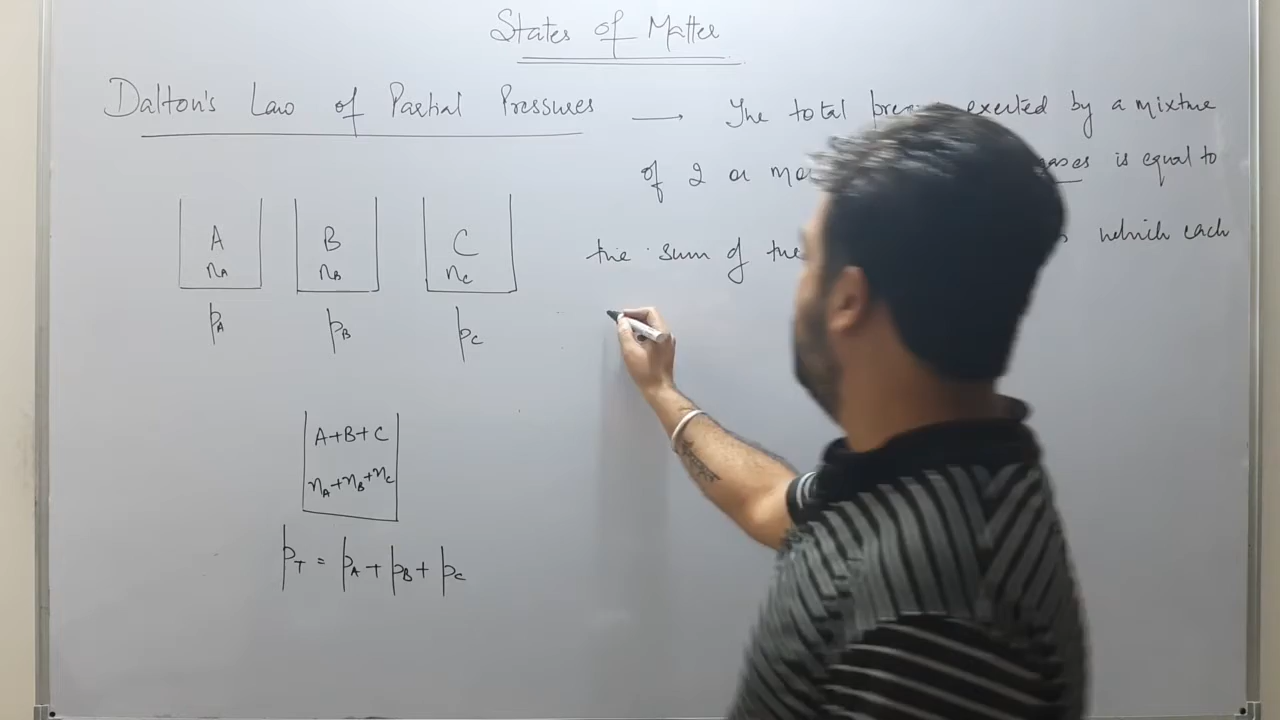 States of Matter
Dalton's Law of Partial Pressures → The total exerted by a mixture
of 2 or is equal to
the sum of the which each
A B C
nA nB nC
pA pB pC
A+B+C
nA+nB+nC
pT = pA + pB + pC